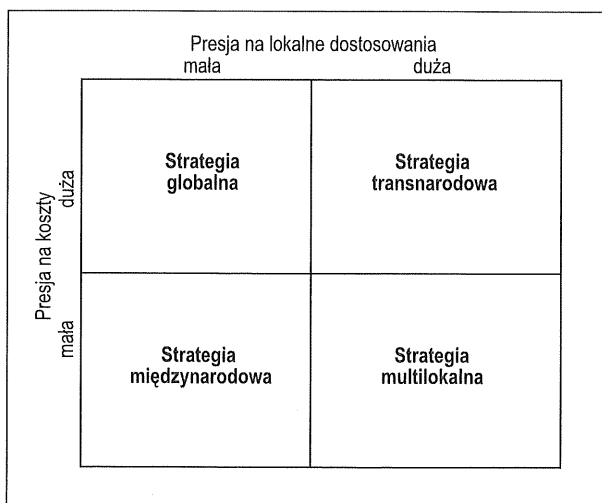 Presja na lokalne dostosowania
mała duża
Presja na koszty
duża
mała
Strategia
globalna
Strategia
transnarodowa
Strategia
międzynarodowa
Strategia
multilokalna